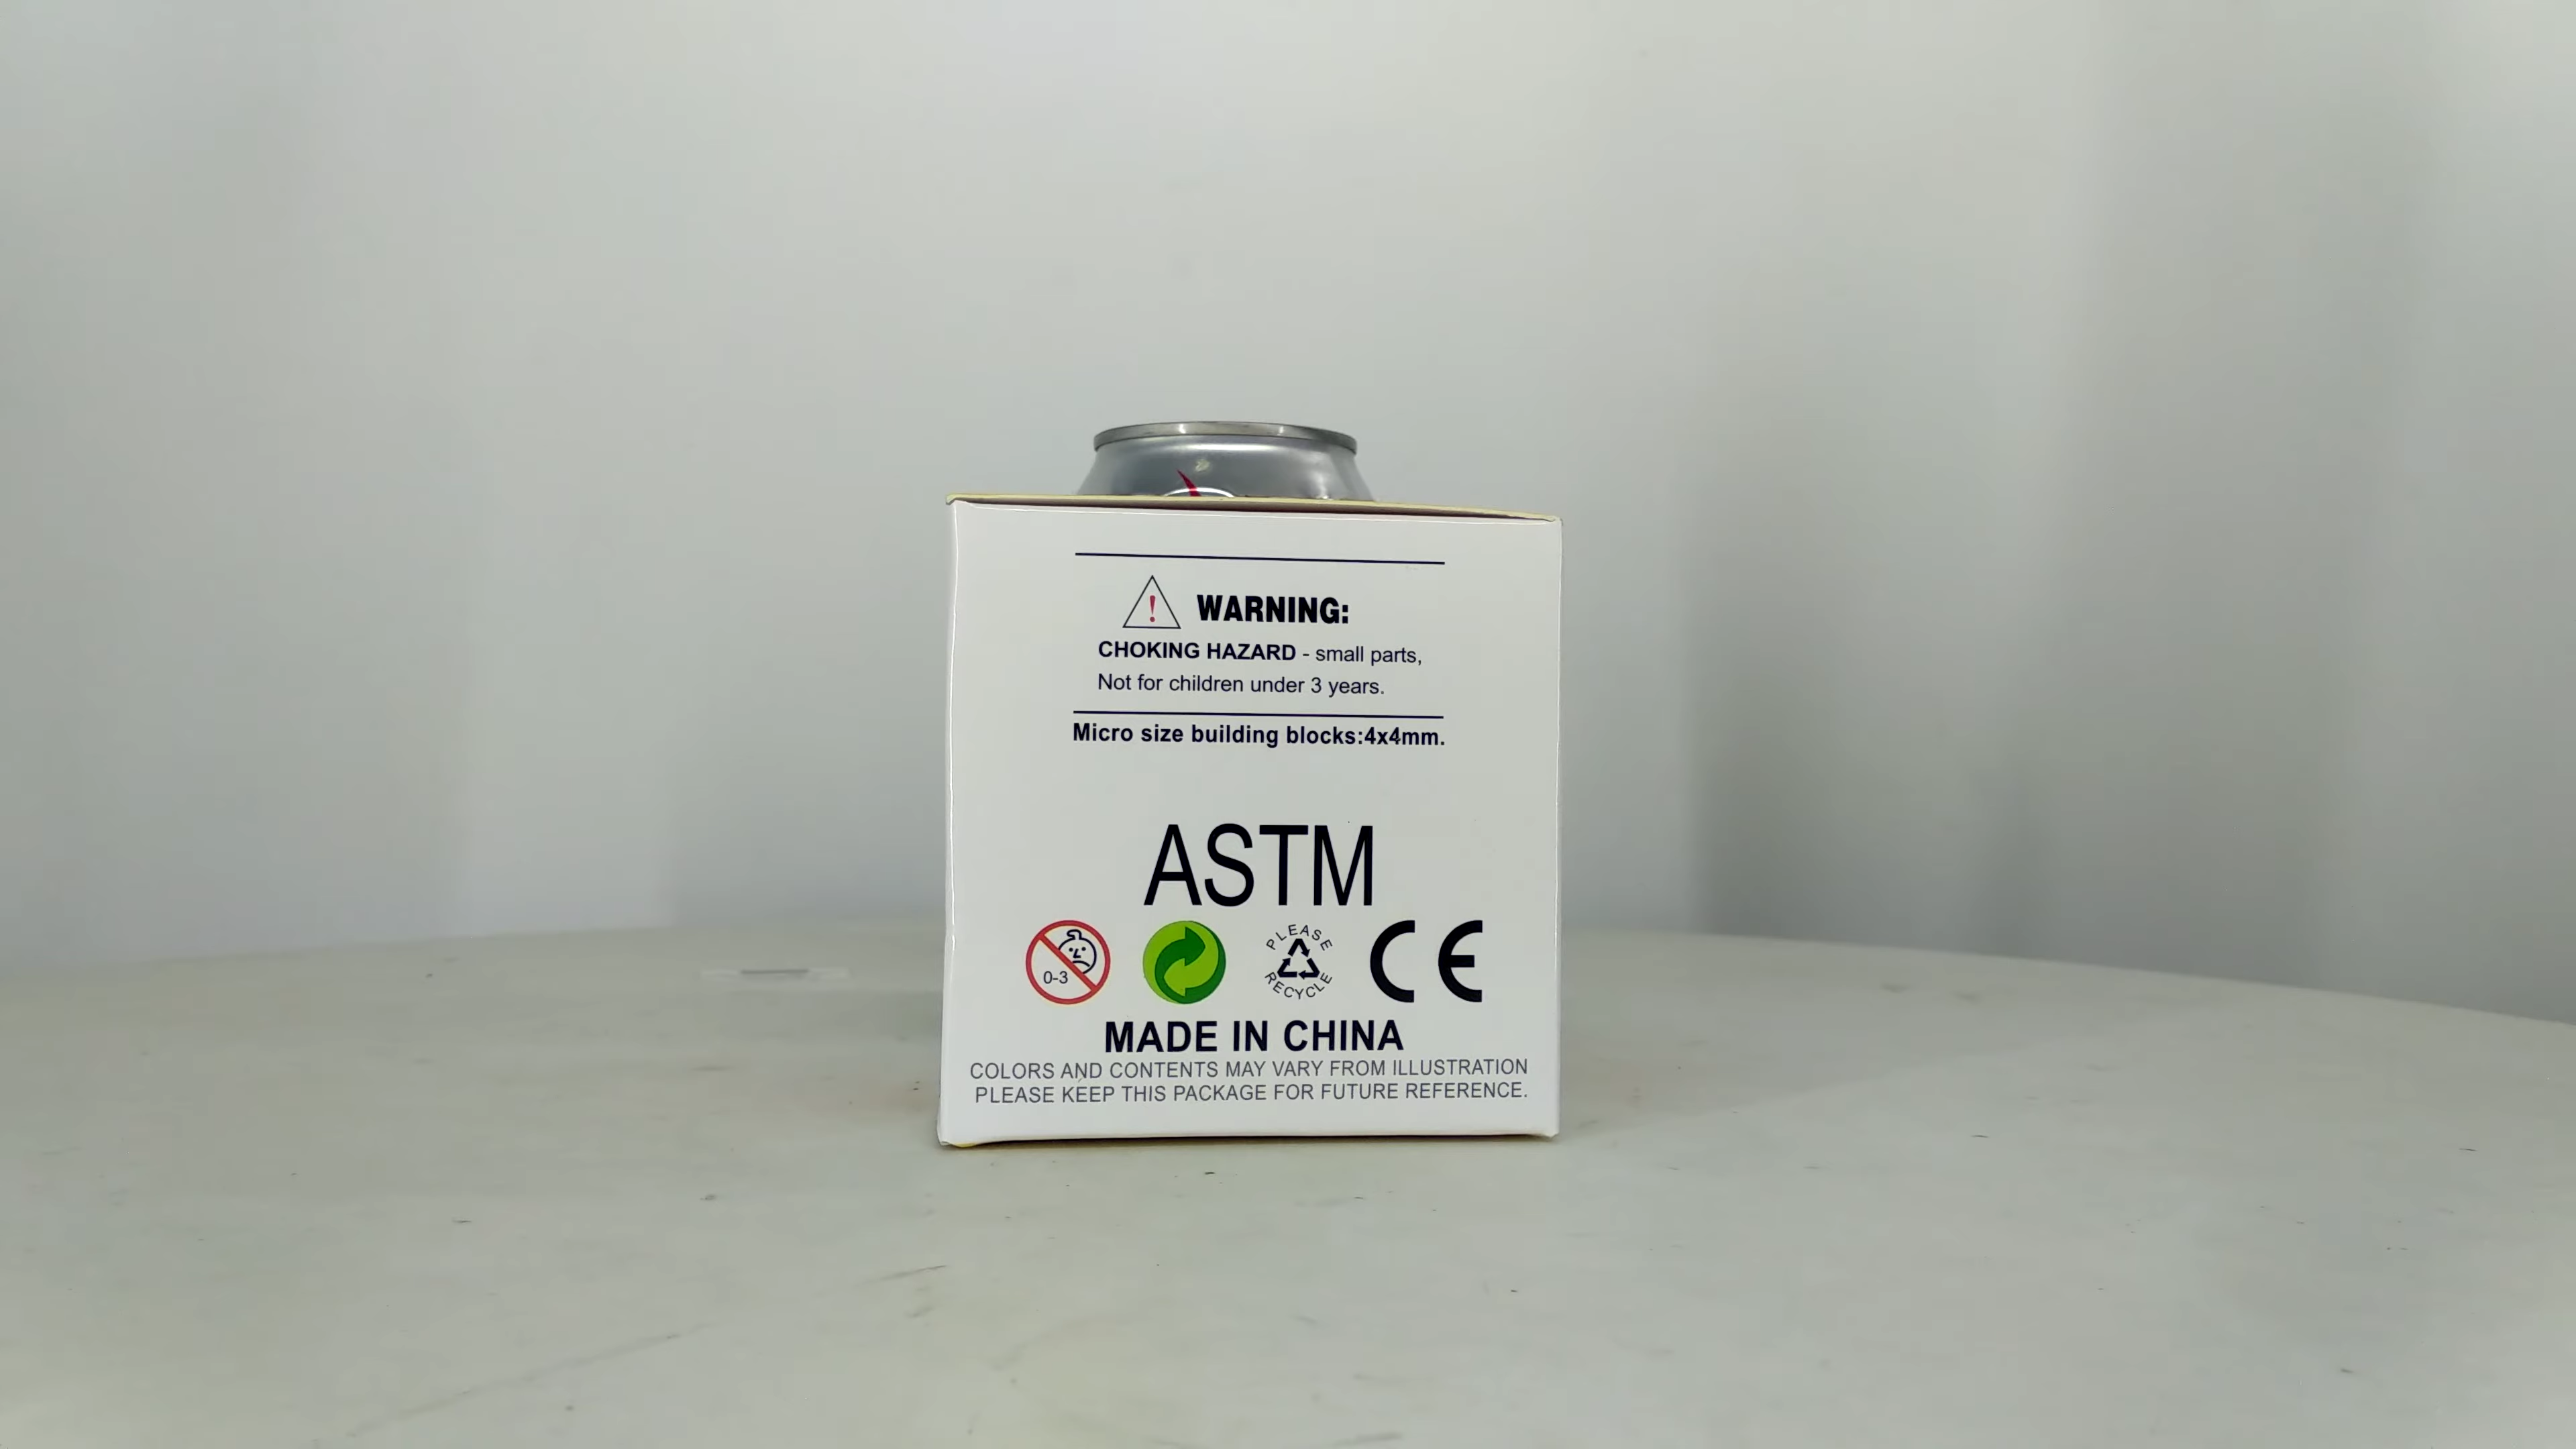 ! WARNING:
CHOKING HAZARD - small parts,
Not for children under 3 years.
Micro size building blocks:4x4mm.
ASTM
0-3
PLEASE
RECYCLE
CE
MADE IN CHINA
COLORS AND CONTENTS MAY VARY FROM ILLUSTRATION
PLEASE KEEP THIS PACKAGE FOR FUTURE REFERENCE.